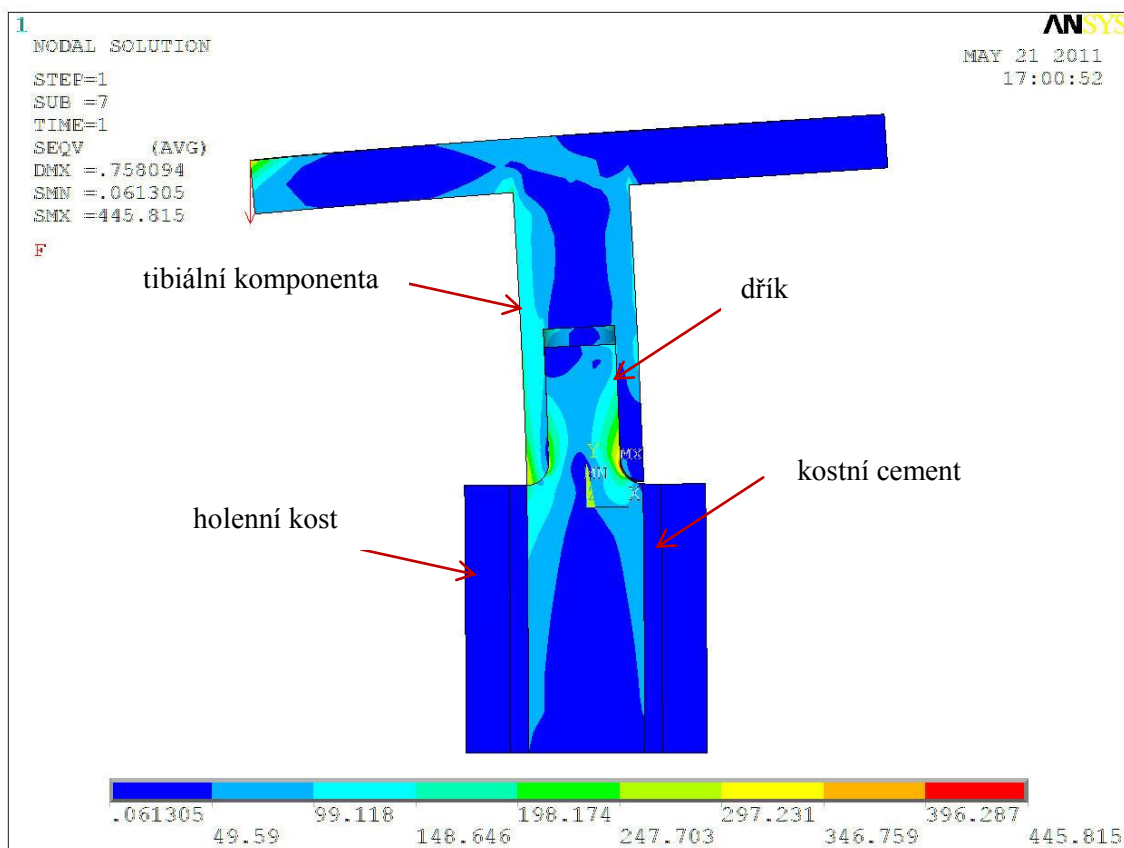 1
ANSYS
NODAL SOLUTION
MAY 21 2011
17:00:52
STEP=1
SUB =7
TIME=1
SEQV (AVG)
DMX =.758094
SMN =.061305
SMX =445.815
F
tibiální komponenta
dřík
Y
MX
MN
Z X
kostní cement
holenní kost
.061305 99.118 198.174 297.231 396.287
49.59 148.646 247.703 346.759 445.815